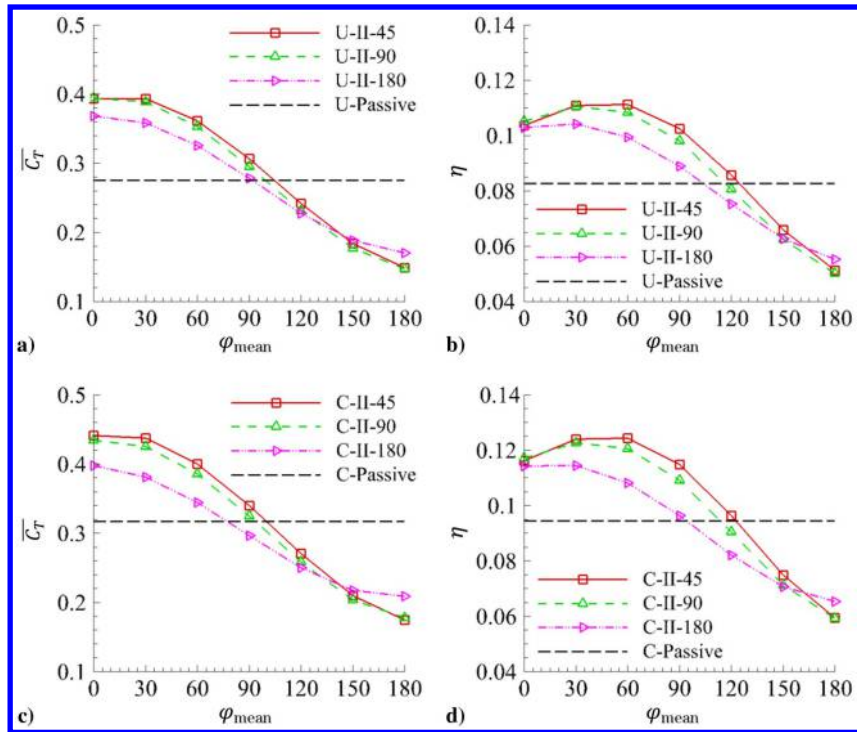 0.5
0.4
0.3
0.2
0.1
0 30 60 90 120 150 180
C̅_T
φmean
U-II-45
U-II-90
U-II-180
U-Passive
a)
0.14
0.12
0.1
0.08
0.06
0.04
0 30 60 90 120 150 180
η
φmean
U-II-45
U-II-90
U-II-180
U-Passive
b)
0.5
0.4
0.3
0.2
0.1
0 30 60 90 120 150 180
C̅_T
φmean
C-II-45
C-II-90
C-II-180
C-Passive
c)
0.14
0.12
0.1
0.08
0.06
0.04
0 30 60 90 120 150 180
η
φmean
C-II-45
C-II-90
C-II-180
C-Passive
d)